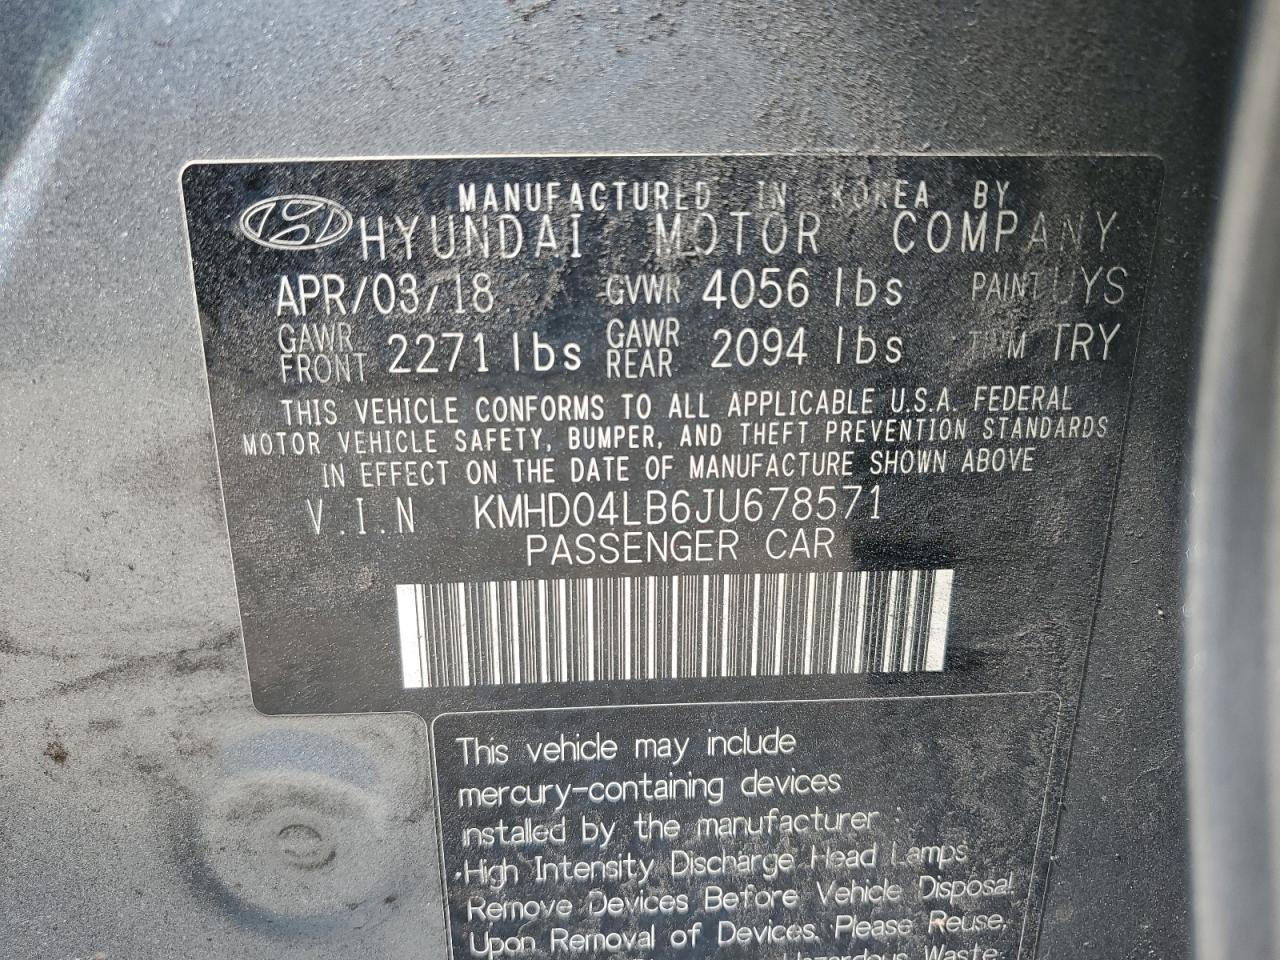 MANUFACTURED IN KOREA BY
HYUNDAI MOTOR COMPANY
APR/03/18 GVWR 4056 lbs PAINT UYS
GAWR FRONT 2271 lbs GAWR REAR 2094 lbs TRIM TRY
THIS VEHICLE CONFORMS TO ALL APPLICABLE U.S.A. FEDERAL
MOTOR VEHICLE SAFETY, BUMPER, AND THEFT PREVENTION STANDARDS
IN EFFECT ON THE DATE OF MANUFACTURE SHOWN ABOVE
V.I.N KMHD04LB6JU678571
PASSENGER CAR
This vehicle may include
mercury-containing devices
installed by the manufacturer :
•High Intensity Discharge Head Lamps
Remove Devices Before Vehicle Disposal.
Upon Removal of Devices, Please Reuse,
Hazardous Waste.